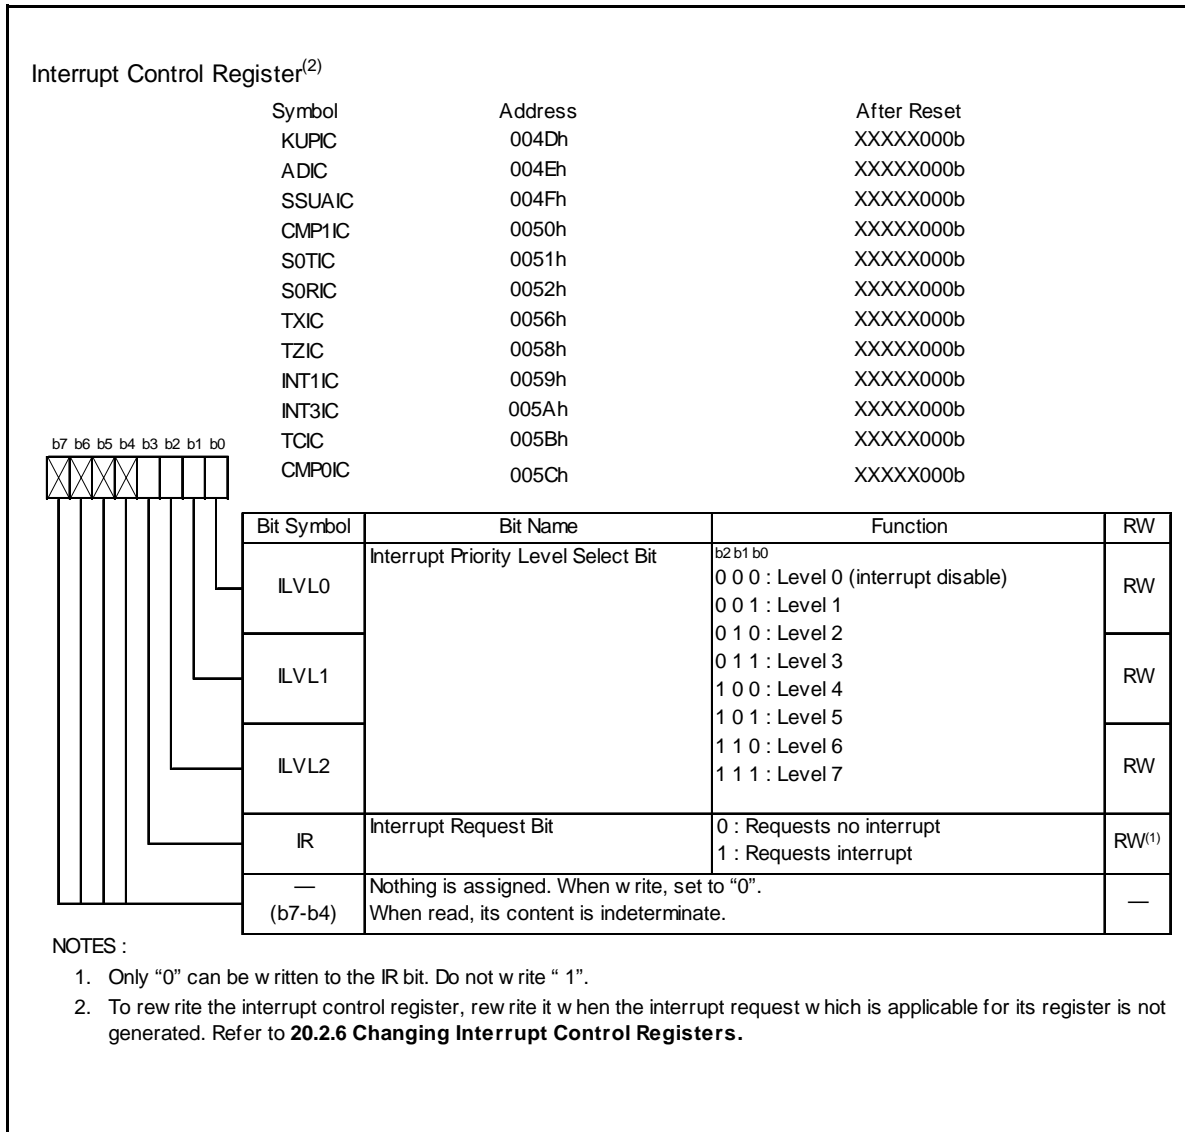 Interrupt Control Register(2)
Symbol Address After Reset
KUPIC 004Dh XXXXX000b
ADIC 004Eh XXXXX000b
SSUAIC 004Fh XXXXX000b
CMP1IC 0050h XXXXX000b
S0TIC 0051h XXXXX000b
S0RIC 0052h XXXXX000b
TXIC 0056h XXXXX000b
TZIC 0058h XXXXX000b
INT1IC 0059h XXXXX000b
INT3IC 005Ah XXXXX000b
TCIC 005Bh XXXXX000b
CMP0IC 005Ch XXXXX000b
b7 b6 b5 b4 b3 b2 b1 b0
Bit Symbol Bit Name Function RW
ILVL0 Interrupt Priority Level Select Bit RW
b2 b1 b0
0 0 0 : Level 0 (interrupt disable)
0 0 1 : Level 1
0 1 0 : Level 2
0 1 1 : Level 3
1 0 0 : Level 4
1 0 1 : Level 5
1 1 0 : Level 6
1 1 1 : Level 7
ILVL1 RW
ILVL2 RW
IR Interrupt Request Bit RW(1)
0 : Requests no interrupt
1 : Requests interrupt
—
(b7-b4)
Nothing is assigned. When write, set to “0”.
When read, its content is indeterminate.
—
NOTES :
1. Only “0” can be written to the IR bit. Do not write “ 1”.
2. To rewrite the interrupt control register, rewrite it when the interrupt request which is applicable for its register is not
generated. Refer to 20.2.6 Changing Interrupt Control Registers.